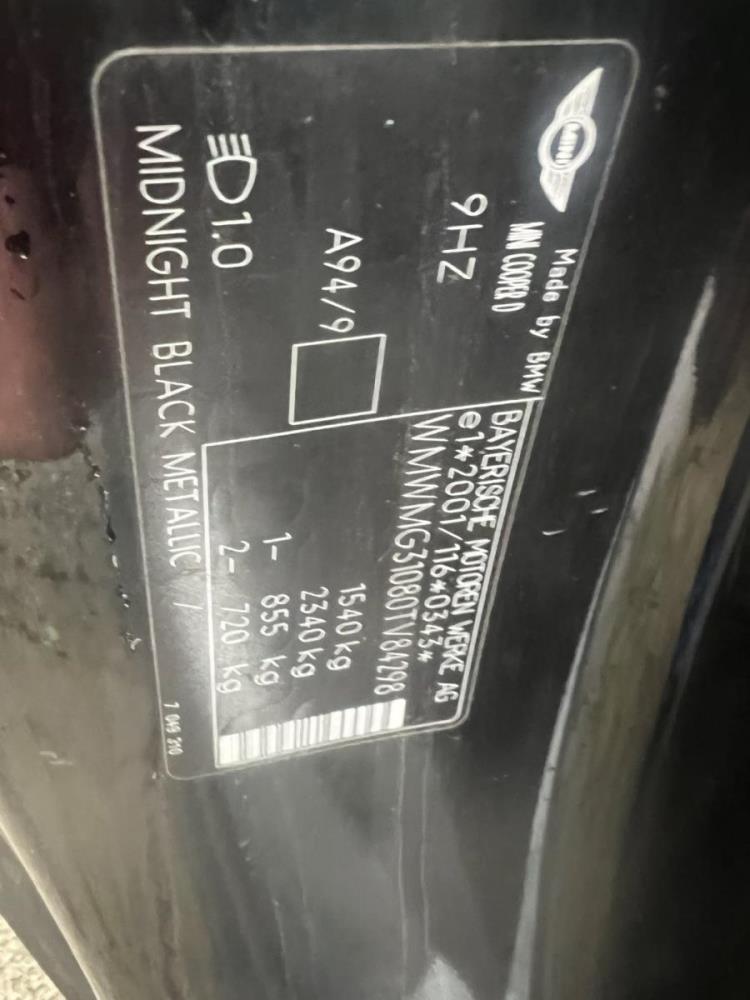 MINI
Made by BMW
MINI COOPER D
9HZ
A94/9
1.0
MIDNIGHT BLACK METALLIC /
BAYERISCHE MOTOREN WERKE AG
e1*2001/116*0343*
WMWMG31080TV84298
1540 kg
2340 kg
1- 855 kg
2- 720 kg
7 049 310